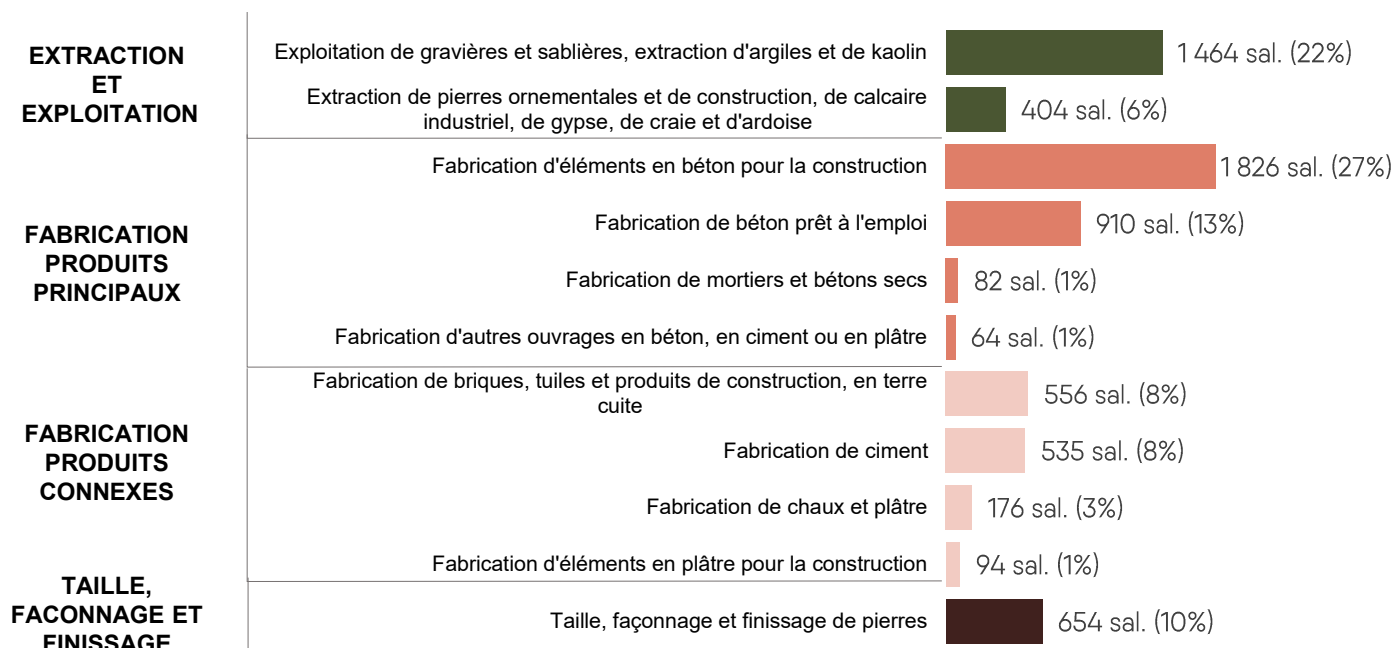 EXTRACTION
ET
EXPLOITATION
Exploitation de gravières et sablières, extraction d'argiles et de kaolin
1 464 sal. (22%)
Extraction de pierres ornementales et de construction, de calcaire
industriel, de gypse, de craie et d'ardoise
404 sal. (6%)
FABRICATION
PRODUITS
PRINCIPAUX
Fabrication d'éléments en béton pour la construction
1 826 sal. (27%)
Fabrication de béton prêt à l'emploi
910 sal. (13%)
Fabrication de mortiers et bétons secs
82 sal. (1%)
Fabrication d'autres ouvrages en béton, en ciment ou en plâtre
64 sal. (1%)
FABRICATION
PRODUITS
CONNEXES
Fabrication de briques, tuiles et produits de construction, en terre
cuite
556 sal. (8%)
Fabrication de ciment
535 sal. (8%)
Fabrication de chaux et plâtre
176 sal. (3%)
Fabrication d'éléments en plâtre pour la construction
94 sal. (1%)
TAILLE,
FACONNAGE ET
FINISSAGE
Taille, façonnage et finissage de pierres
654 sal. (10%)